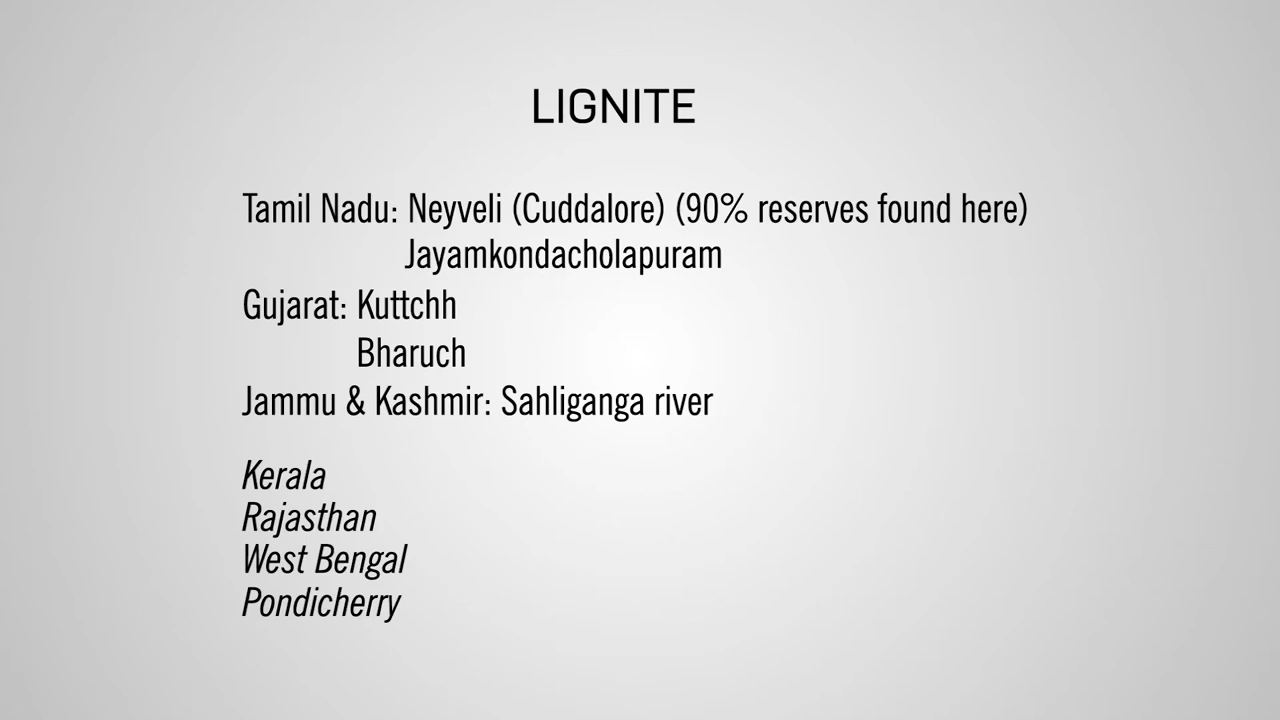 LIGNITE
Tamil Nadu: Neyveli (Cuddalore) (90% reserves found here)
Jayamkondacholapuram
Gujarat: Kuttchh
Bharuch
Jammu & Kashmir: Sahliganga river
Kerala
Rajasthan
West Bengal
Pondicherry